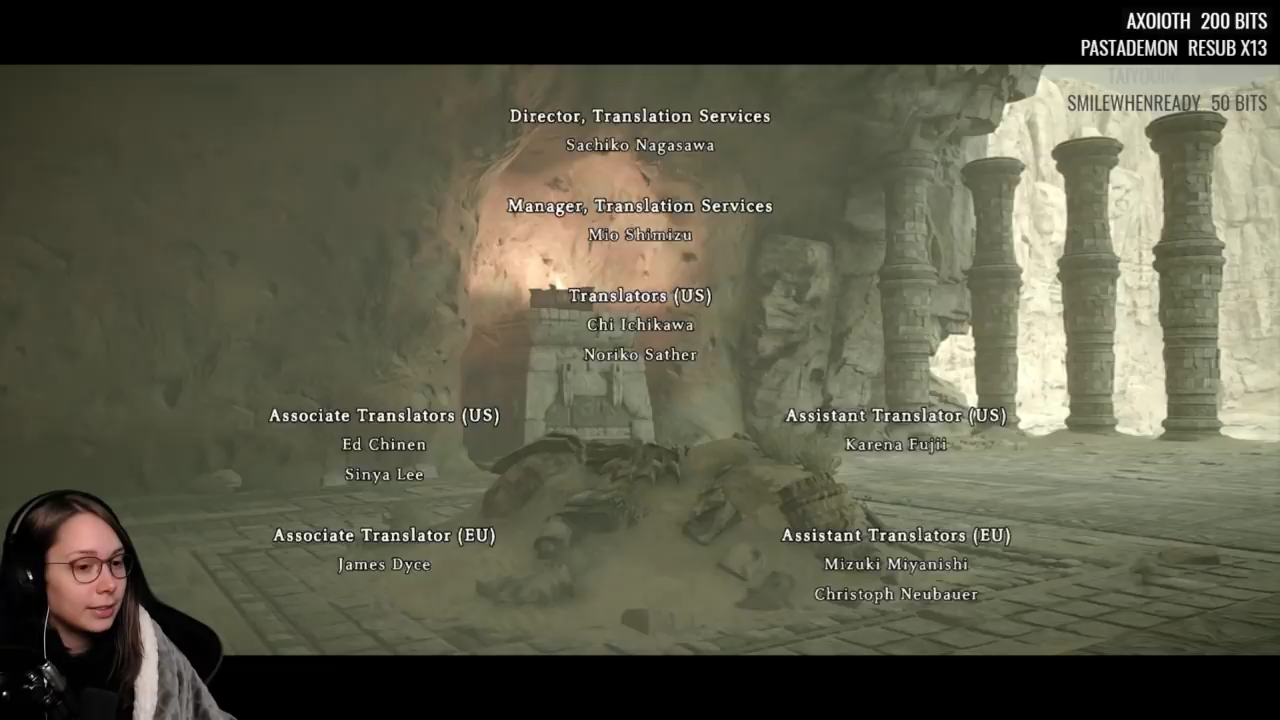 AXOIOTH 200 BITS
PASTADEMON RESUB X13
SMILEWHENREADY 50 BITS
Director, Translation Services
Sachiko Nagasawa
Manager, Translation Services
Mio Shimizu
Translators (US)
Chi Ichikawa
Noriko Sather
Associate Translators (US)
Ed Chinen
Sinya Lee
Assistant Translator (US)
Karena Fujii
Associate Translator (EU)
James Dyce
Assistant Translators (EU)
Mizuki Miyanishi
Christoph Neubauer